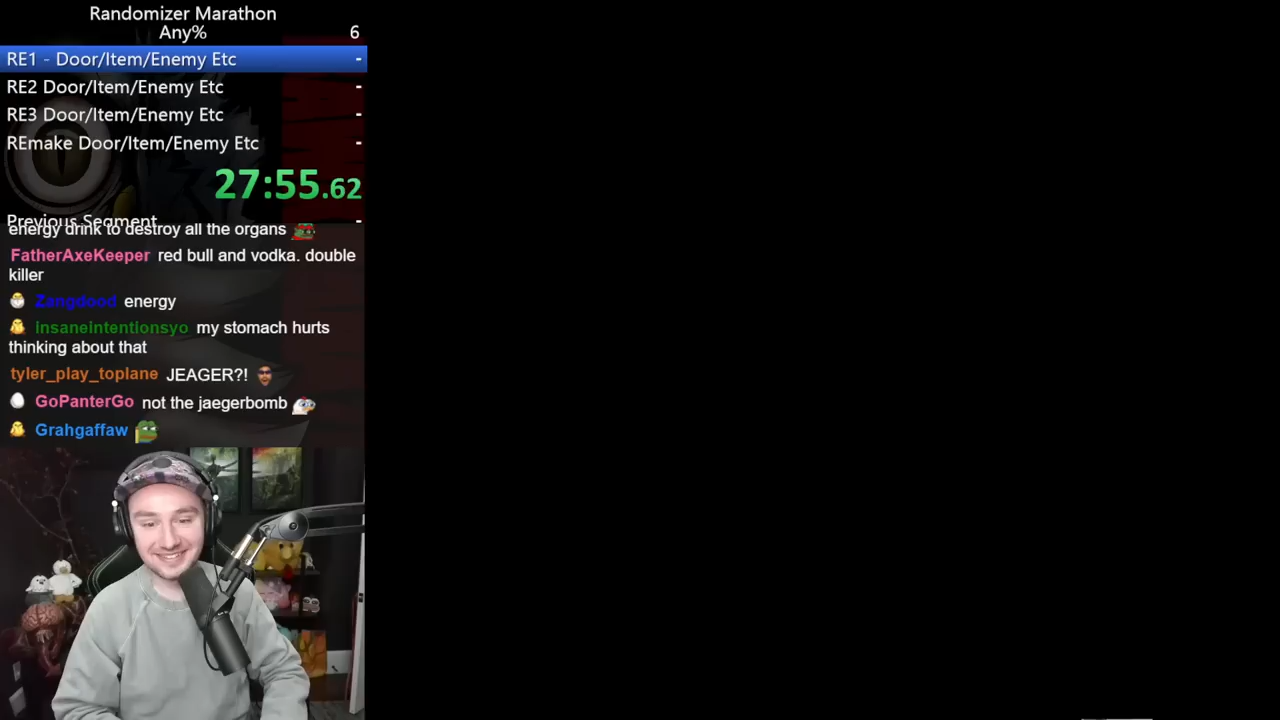 Randomizer Marathon
Any% 6
RE1 - Door/Item/Enemy Etc -
RE2 Door/Item/Enemy Etc -
RE3 Door/Item/Enemy Etc -
REmake Door/Item/Enemy Etc -
27:55.62
Previous Segment -
energy drink to destroy all the organs
FatherAxeKeeper red bull and vodka. double
killer
Zangdood energy
insaneintentionsyo my stomach hurts
thinking about that
tyler_play_toplane JEAGER?!
GoPanterGo not the jaegerbomb
Grahgaffaw